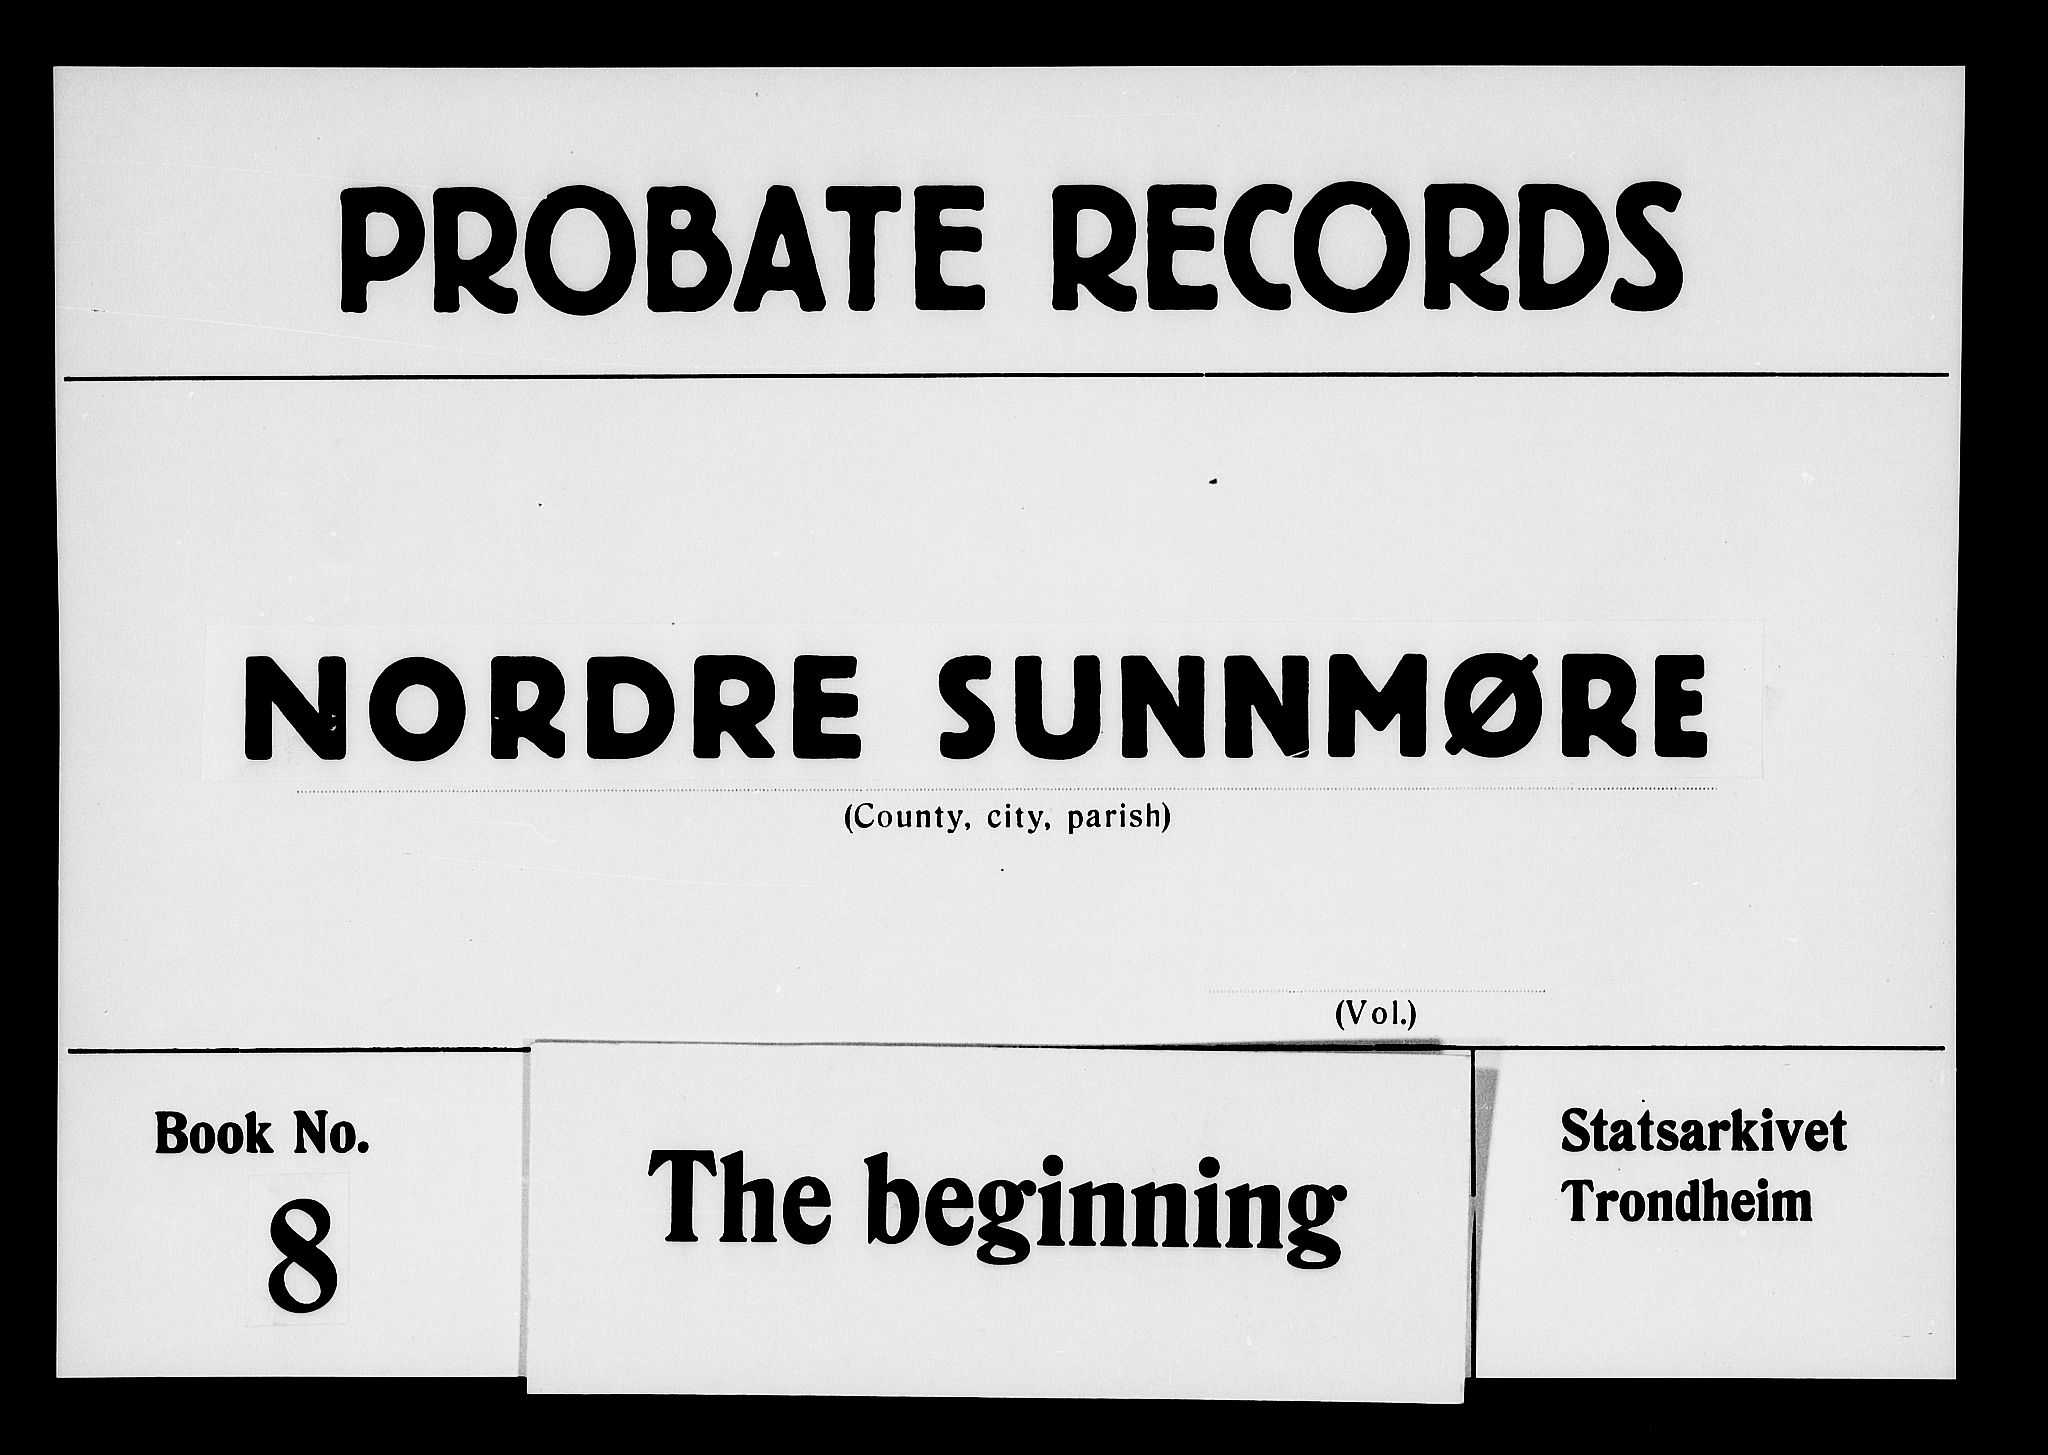 PROBATE RECORDS
NORDRE SUNNMØRE
(County, city, parish)
(Vol.)
Book No.
8
The beginning
Statsarkivet
Trondheim